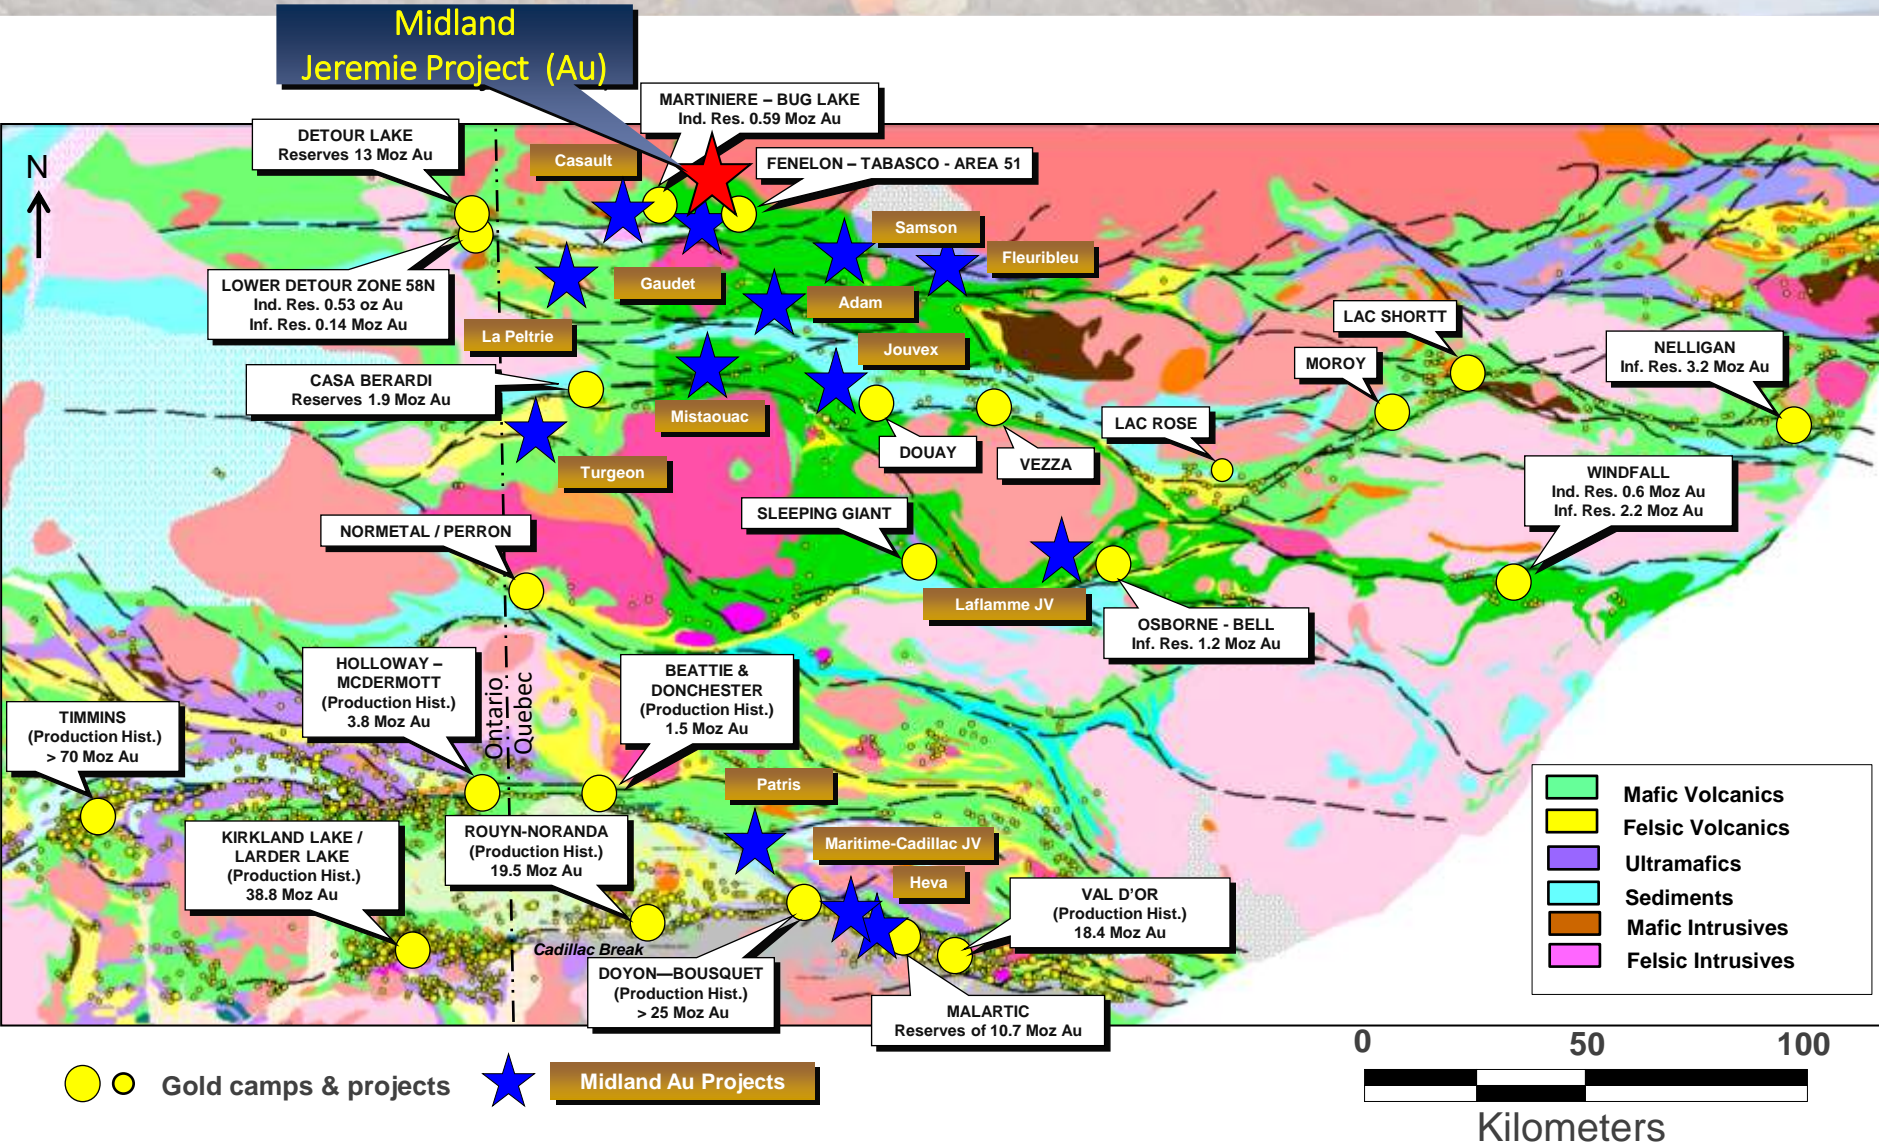 Midland
Jeremie Project (Au)
MARTINIERE – BUG LAKE
Ind. Res. 0.59 Moz Au
DETOUR LAKE
Reserves 13 Moz Au
Casault
FENELON – TABASCO - AREA 51
N
Samson
Fleuribleu
LOWER DETOUR ZONE 58N
Ind. Res. 0.53 oz Au
Inf. Res. 0.14 Moz Au
Gaudet
Adam
LAC SHORTT
La Peltrie
Jouvex
NELLIGAN
Inf. Res. 3.2 Moz Au
MOROY
CASA BERARDI
Reserves 1.9 Moz Au
Mistaouac
LAC ROSE
DOUAY
VEZZA
Turgeon
WINDFALL
Ind. Res. 0.6 Moz Au
Inf. Res. 2.2 Moz Au
SLEEPING GIANT
NORMETAL / PERRON
Laflamme JV
OSBORNE - BELL
Inf. Res. 1.2 Moz Au
HOLLOWAY –
MCDERMOTT
(Production Hist.)
3.8 Moz Au
Ontario
Quebec
BEATTIE &
DONCHESTER
(Production Hist.)
1.5 Moz Au
TIMMINS
(Production Hist.)
> 70 Moz Au
Patris
KIRKLAND LAKE /
LARDER LAKE
(Production Hist.)
38.8 Moz Au
ROUYN-NORANDA
(Production Hist.)
19.5 Moz Au
Maritime-Cadillac JV
Heva
VAL D'OR
(Production Hist.)
18.4 Moz Au
Cadillac Break
DOYON—BOUSQUET
(Production Hist.)
> 25 Moz Au
MALARTIC
Reserves of 10.7 Moz Au
Mafic Volcanics
Felsic Volcanics
Ultramafics
Sediments
Mafic Intrusives
Felsic Intrusives
Gold camps & projects
Midland Au Projects
0 50 100
Kilometers